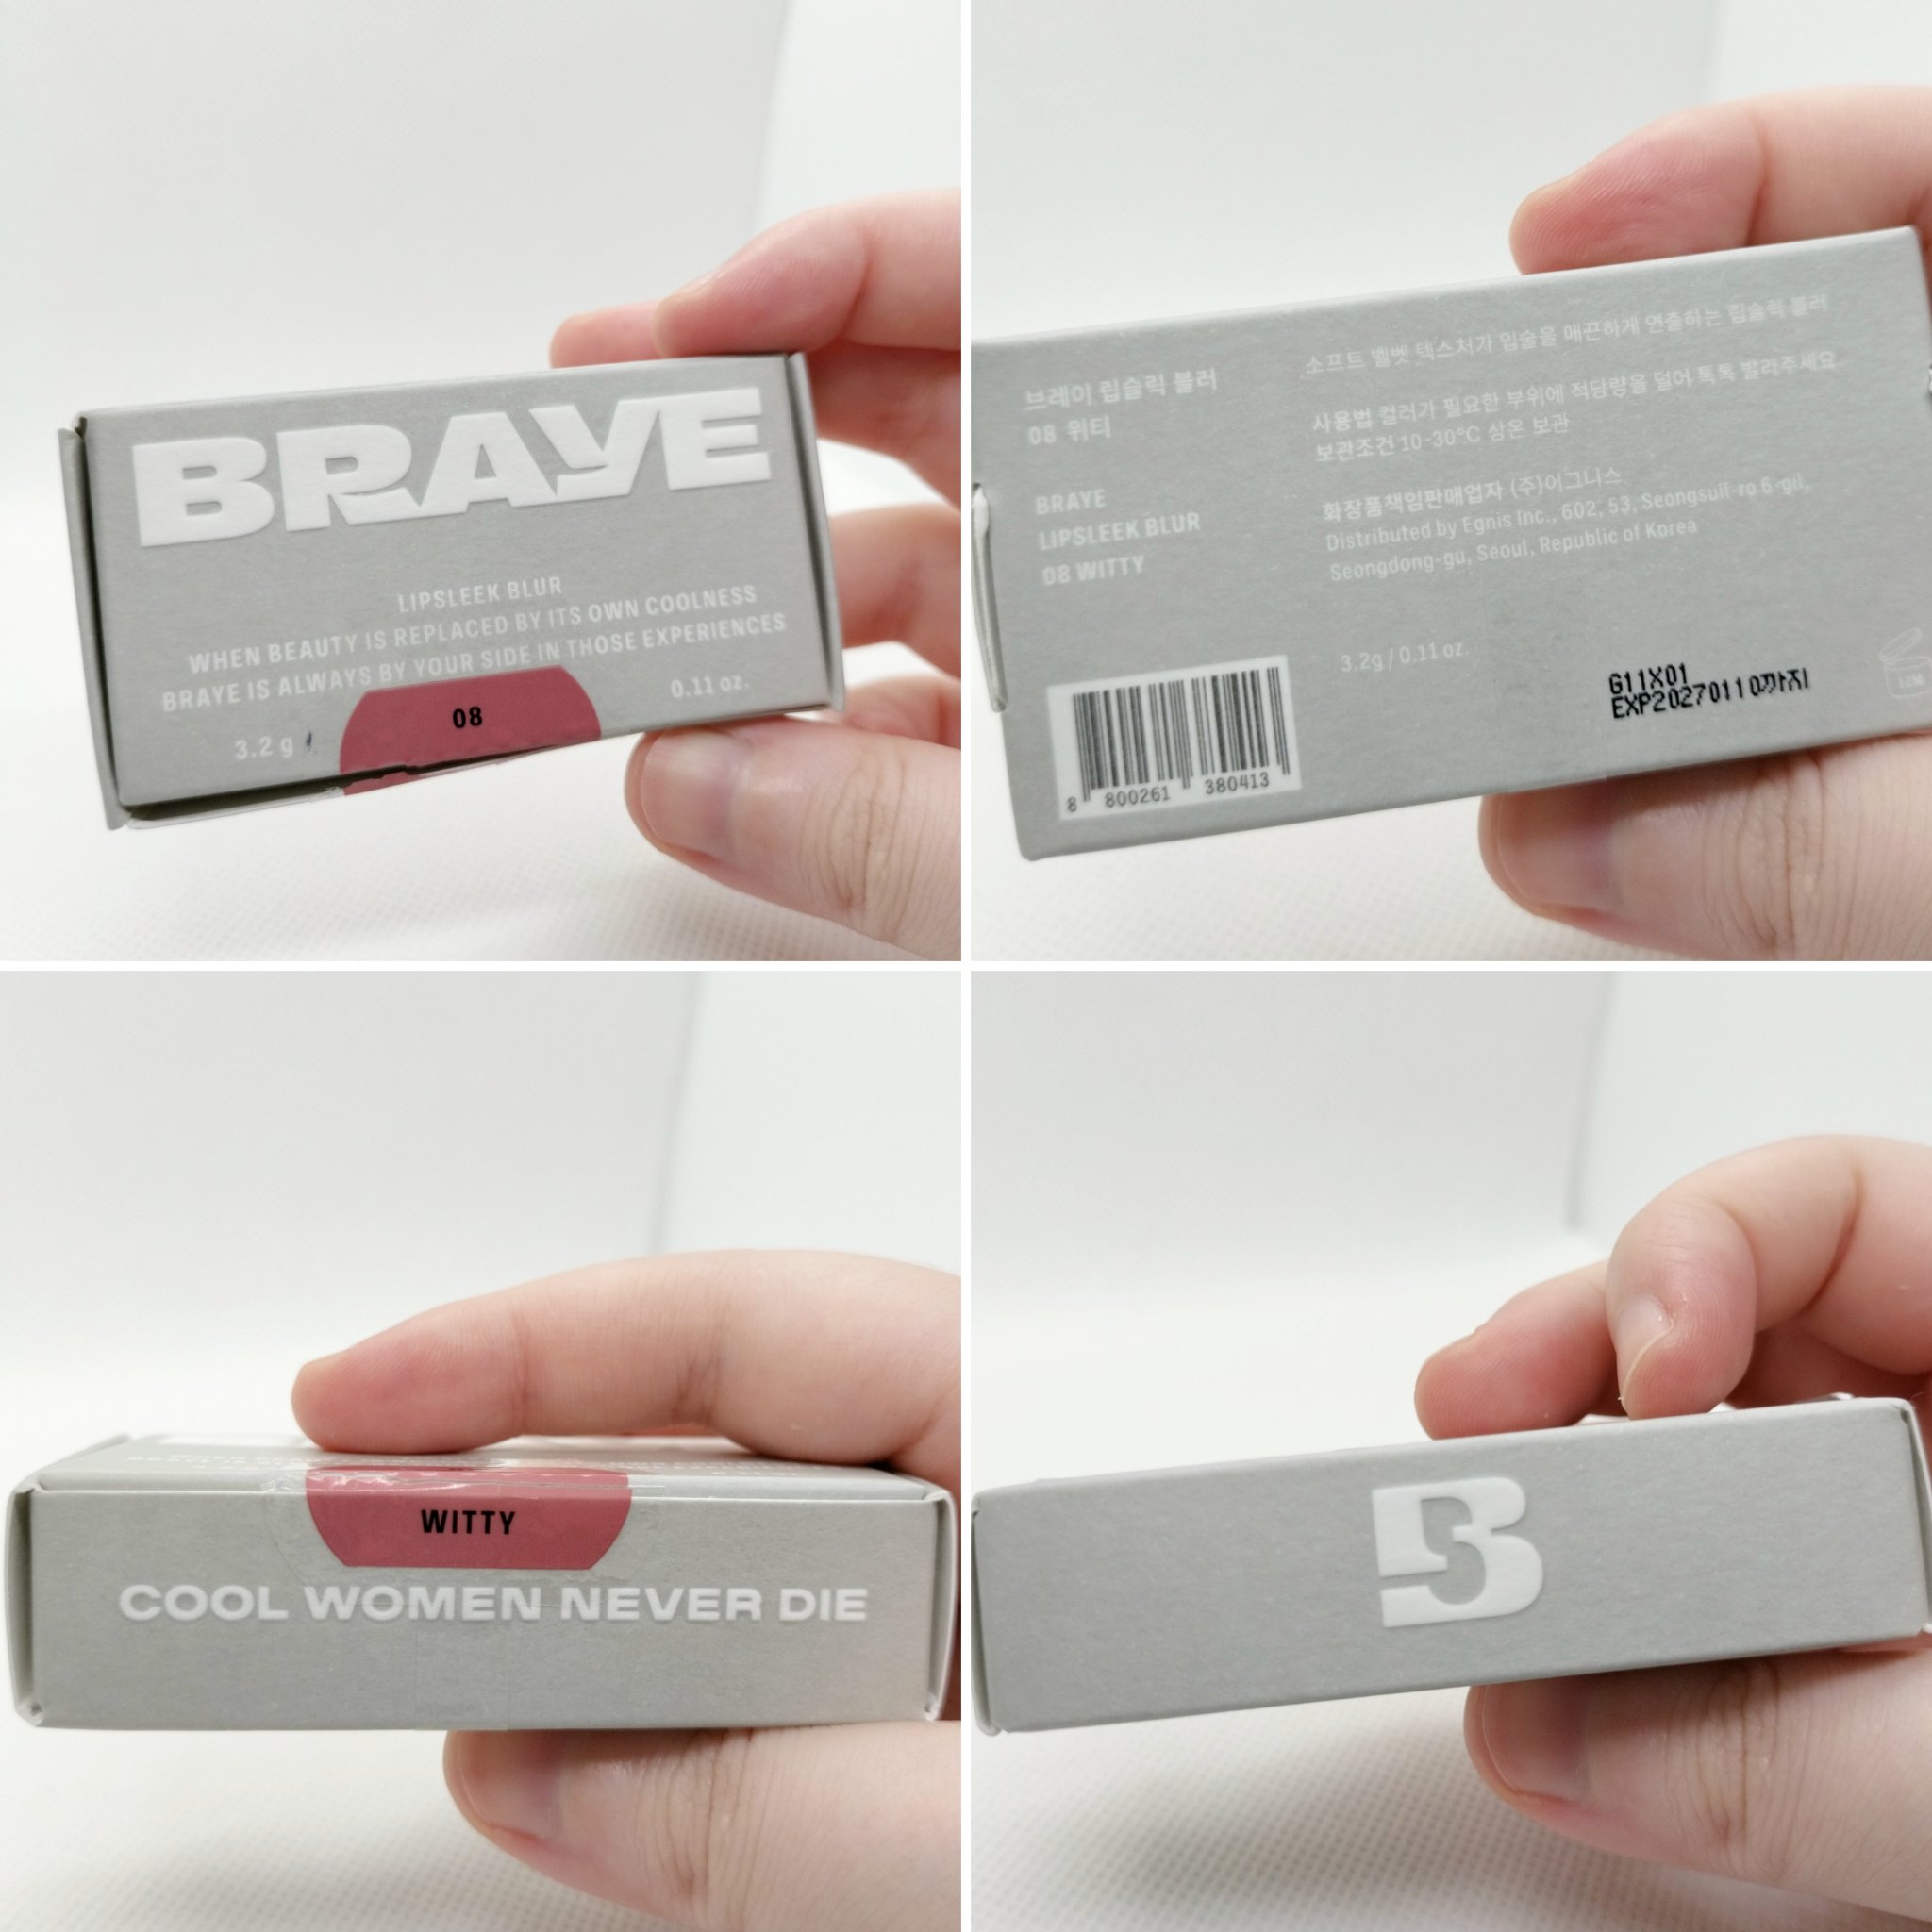 BRAYE
LIPSLEEK BLUR
WHEN BEAUTY IS REPLACED BY ITS OWN COOLNESS
BRAYE IS ALWAYS BY YOUR SIDE IN THOSE EXPERIENCES
3.2 g
08
0.11 oz.
브레이 립슬릭 블러
08 위티
BRAYE
LIPSLEEK BLUR
08 WITTY
소프트 벨벳 텍스처가 입술을 매끈하게 연출하는 립슬릭 블러
사용법 컬러가 필요한 부위에 적당량을 덜어 톡톡 발라주세요
보관조건 10-30°C 상온 보관
화장품책임판매업자 (주)이그니스
Distributed by Egnis Inc., 602, 53, Seongsuil-ro 6-gil,
Seongdong-gu, Seoul, Republic of Korea
3.2g / 0.11 oz.
G11X01
EXP20270110까지
12M
8 800261 380413
WITTY
COOL WOMEN NEVER DIE
B